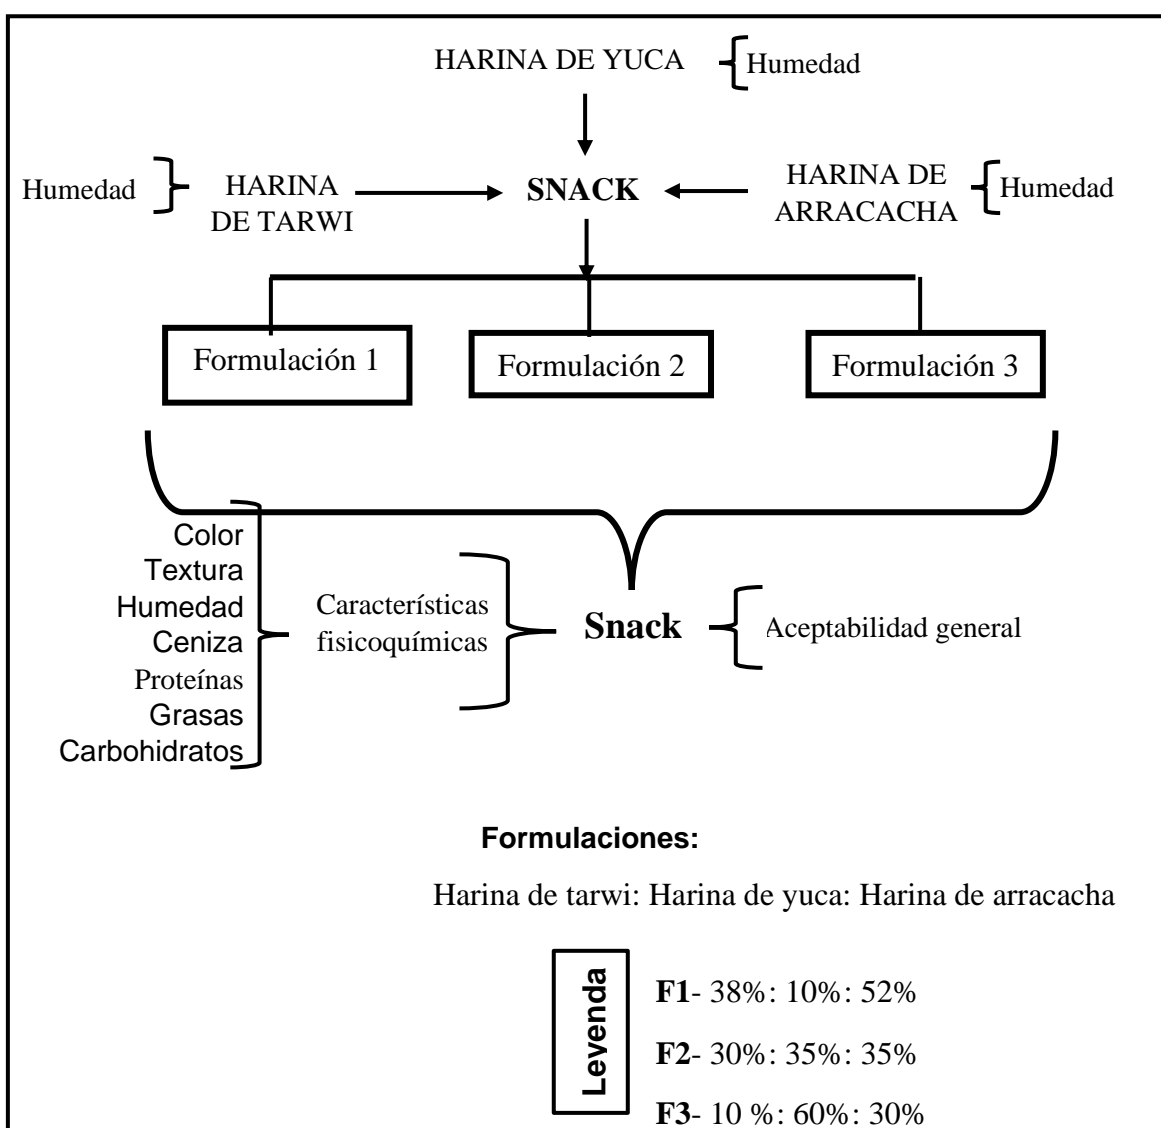 HARINA DE YUCA
Humedad
Humedad
HARINA
DE TARWI
SNACK
HARINA DE
ARRACACHA
Humedad
Formulación 1
Formulación 2
Formulación 3
Color
Textura
Humedad
Ceniza
Proteínas
Grasas
Carbohidratos
Características
fisicoquímicas
Snack
Aceptabilidad general
Formulaciones:
Harina de tarwi: Harina de yuca: Harina de arracacha
Levenda
F1- 38%: 10%: 52%
F2- 30%: 35%: 35%
F3- 10 %: 60%: 30%